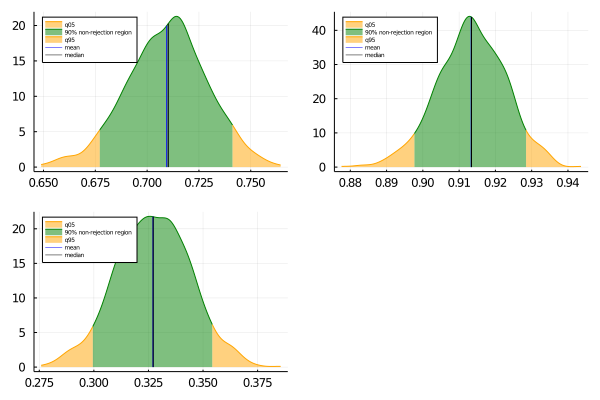 20
15
10
5
0
0.650 0.675 0.700 0.725 0.750
q05
90% non-rejection region
q95
mean
median
40
30
20
10
0
0.88 0.89 0.90 0.91 0.92 0.93 0.94
q05
90% non-rejection region
q95
mean
median
20
15
10
5
0
0.275 0.300 0.325 0.350 0.375
q05
90% non-rejection region
q95
mean
median